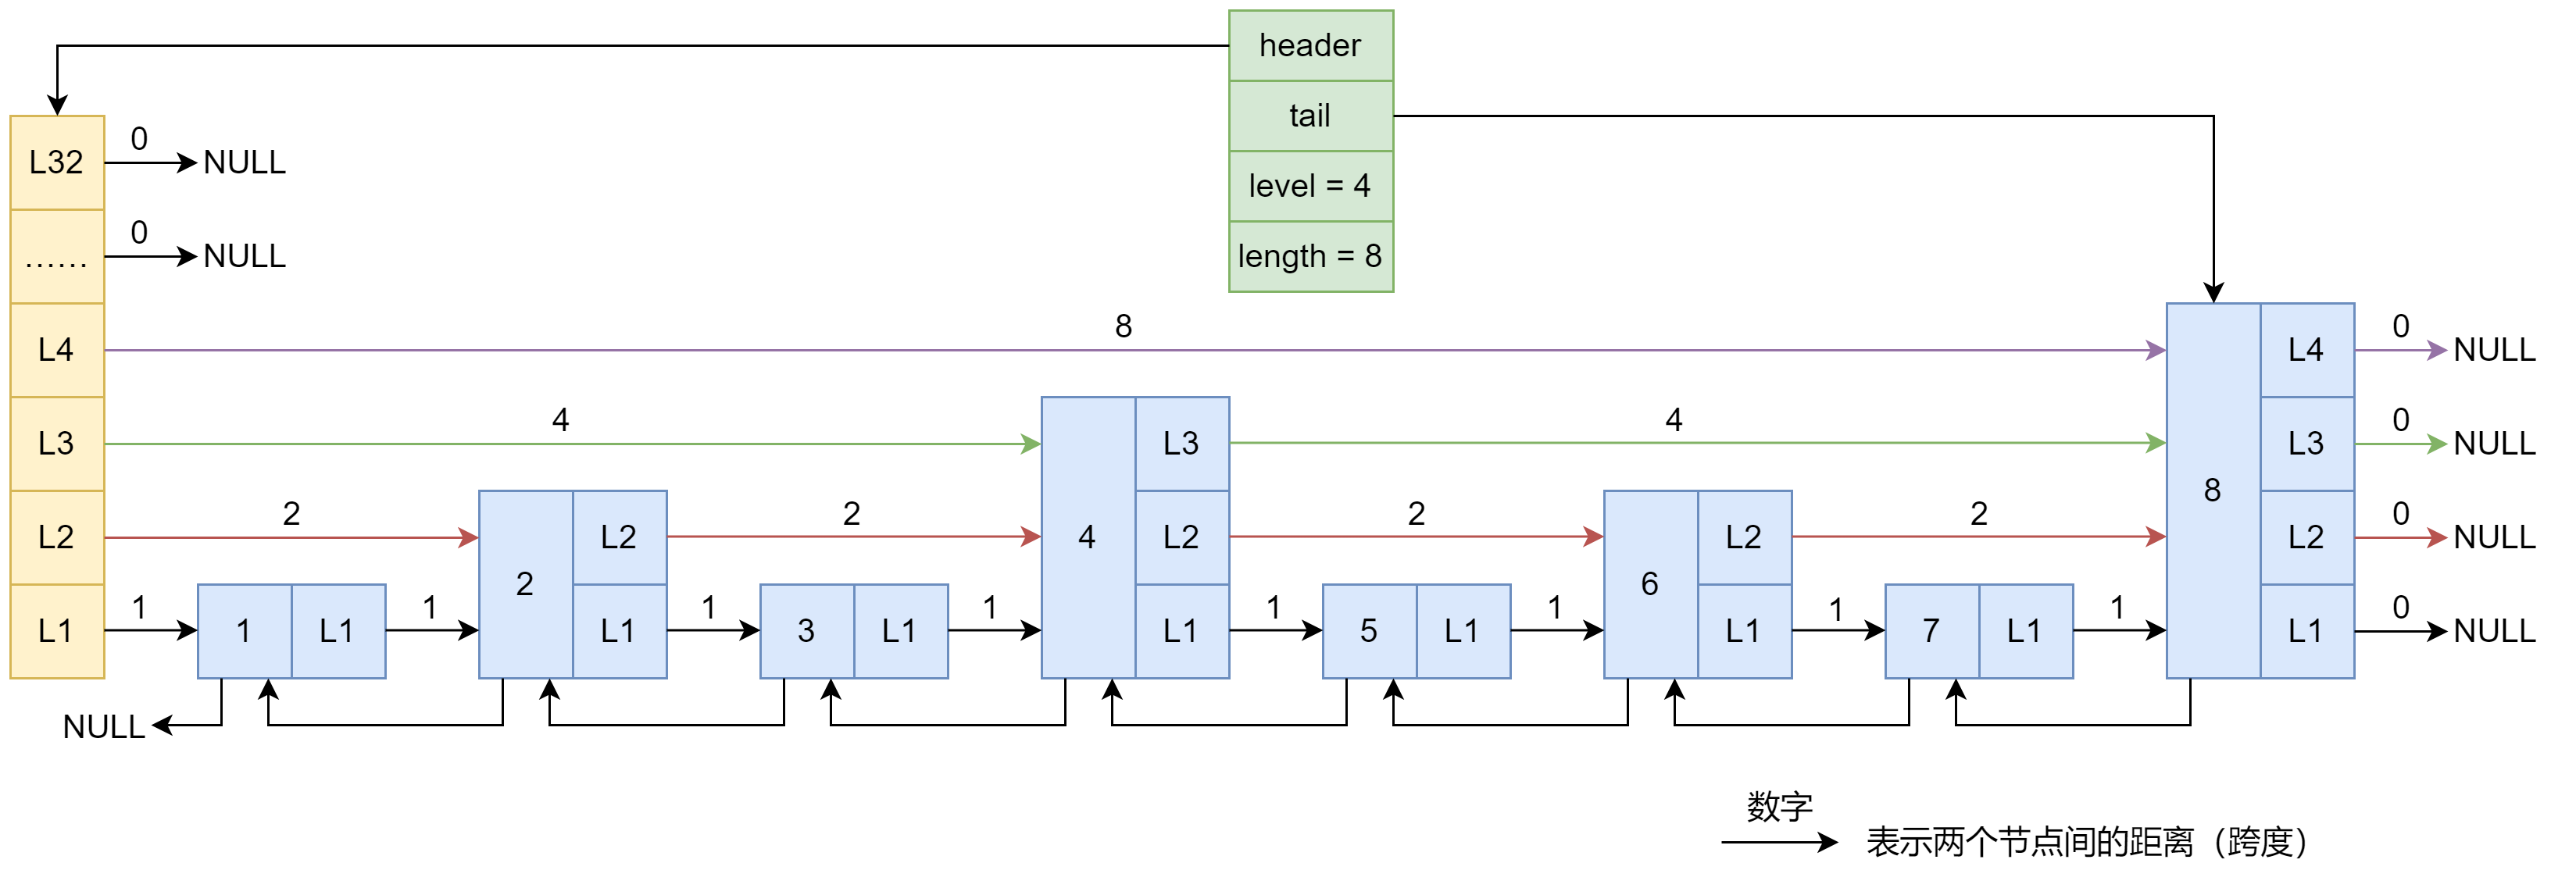 header
tail
level = 4
length = 8
L32
0
NULL
……
0
NULL
L4
8
L4
0
NULL
L3
4
L3
4
L3
0
NULL
L2
2
L2
2
L2
2
L2
2
L2
0
NULL
L1
1
1
L1
1
2
L1
1
3
L1
1
4
L1
1
5
L1
1
6
L1
1
7
L1
1
8
L1
0
NULL
NULL
数字
表示两个节点间的距离（跨度）